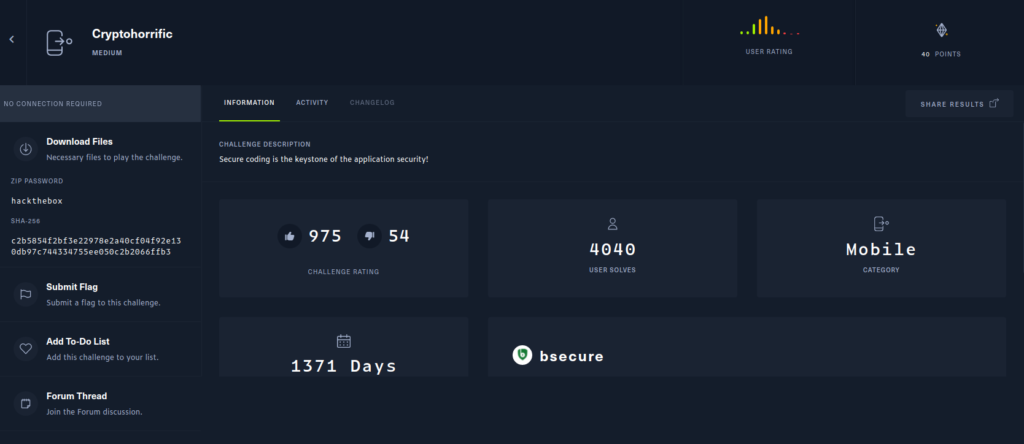 Cryptohorrific
MEDIUM
USER RATING
40 POINTS
NO CONNECTION REQUIRED
Download Files
Necessary files to play the challenge.
ZIP PASSWORD
hackthebox
SHA-256
c2b5854f2bf3e22978e2a40cf04f92e13
0db97c744334755ee050c2b2066ffb3
Submit Flag
Submit a flag to this challenge.
Add To-Do List
Add this challenge to your list.
Forum Thread
Join the Forum discussion.
INFORMATION
ACTIVITY
CHANGELOG
SHARE RESULTS
CHALLENGE DESCRIPTION
Secure coding is the keystone of the application security!
975 54
CHALLENGE RATING
4040
USER SOLVES
Mobile
CATEGORY
1371 Days
bsecure